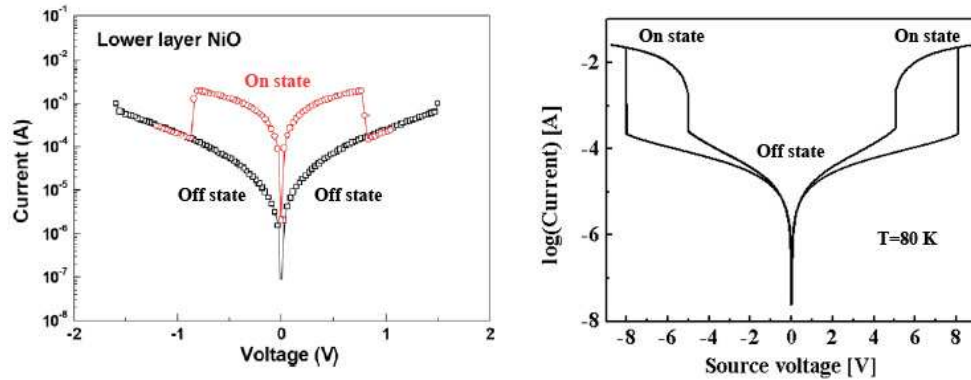 Lower layer NiO
On state
Off state
Off state
Current (A)
10⁻¹
10⁻²
10⁻³
10⁻⁴
10⁻⁵
10⁻⁶
10⁻⁷
10⁻⁸
-2
-1
0
1
2
Voltage (V)
On state
On state
Off state
T=80 K
log(Current) [A]
-2
-4
-6
-8
-8
-6
-4
-2
0
2
4
6
8
Source voltage [V]